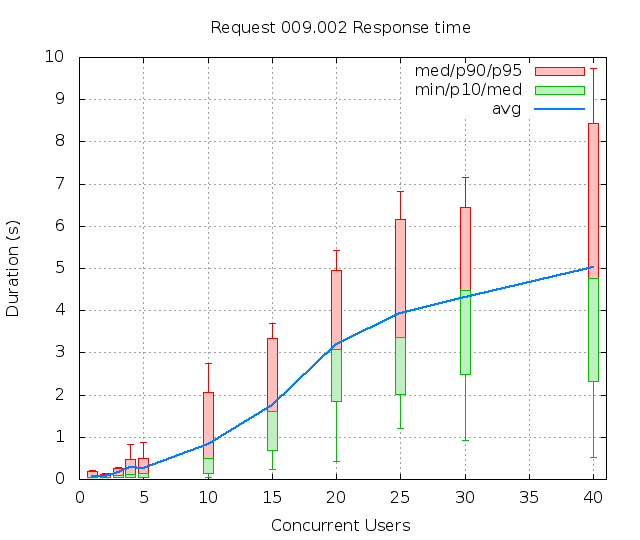 Request 009.002 Response time
10
9
8
7
6
5
4
3
2
1
0
Duration (s)
med/p90/p95
min/p10/med
avg
0 5 10 15 20 25 30 35 40
Concurrent Users